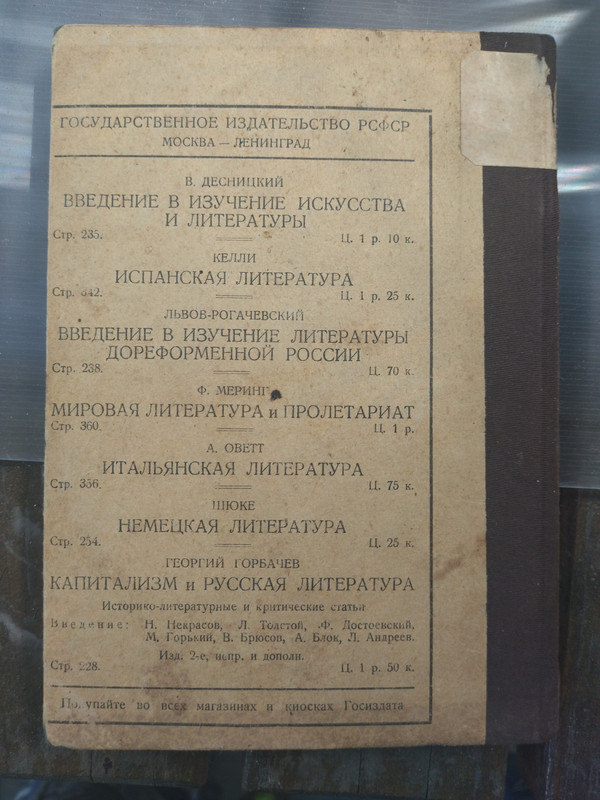 ГОСУДАРСТВЕННОЕ ИЗДАТЕЛЬСТВО РСФСР
МОСКВА — ЛЕНИНГРАД
В. ДЕСНИЦКИЙ
ВВЕДЕНИЕ В ИЗУЧЕНИЕ ИСКУССТВА
И ЛИТЕРАТУРЫ
Стр. 235. Ц. 1 р. 10 к.
КЕЛЛИ
ИСПАНСКАЯ ЛИТЕРАТУРА
Стр. Ц. 1 р. 25 к.
ЛЬВОВ-РОГАЧЕВСКИЙ
ВВЕДЕНИЕ В ИЗУЧЕНИЕ ЛИТЕРАТУРЫ
ДОРЕФОРМЕННОЙ РОССИИ
Стр. 238. Ц. 70 к.
Ф. МЕРИНГ
МИРОВАЯ ЛИТЕРАТУРА и ПРОЛЕТАРИАТ
Стр. 360. Ц. 1 р.
А. ОВЕТТ
ИТАЛЬЯНСКАЯ ЛИТЕРАТУРА
Стр. 356. Ц. 75 к.
ШЮКЕ
НЕМЕЦКАЯ ЛИТЕРАТУРА
Стр. 254. Ц. 25 к.
ГЕОРГИЙ ГОРБАЧЕВ
КАПИТАЛИЗМ и РУССКАЯ ЛИТЕРАТУРА
Историко-литературные и критические статьи
Введение: Н. Некрасов, Л. Толстой, Ф. Достоевский,
М. Горький, В. Брюсов, А. Блок, Л. Андреев.
Изд. 2-е, испр. и дополн.
Стр. Ц. 1 р. 50 к.
Покупайте во всех магазинах и киосках Госиздата